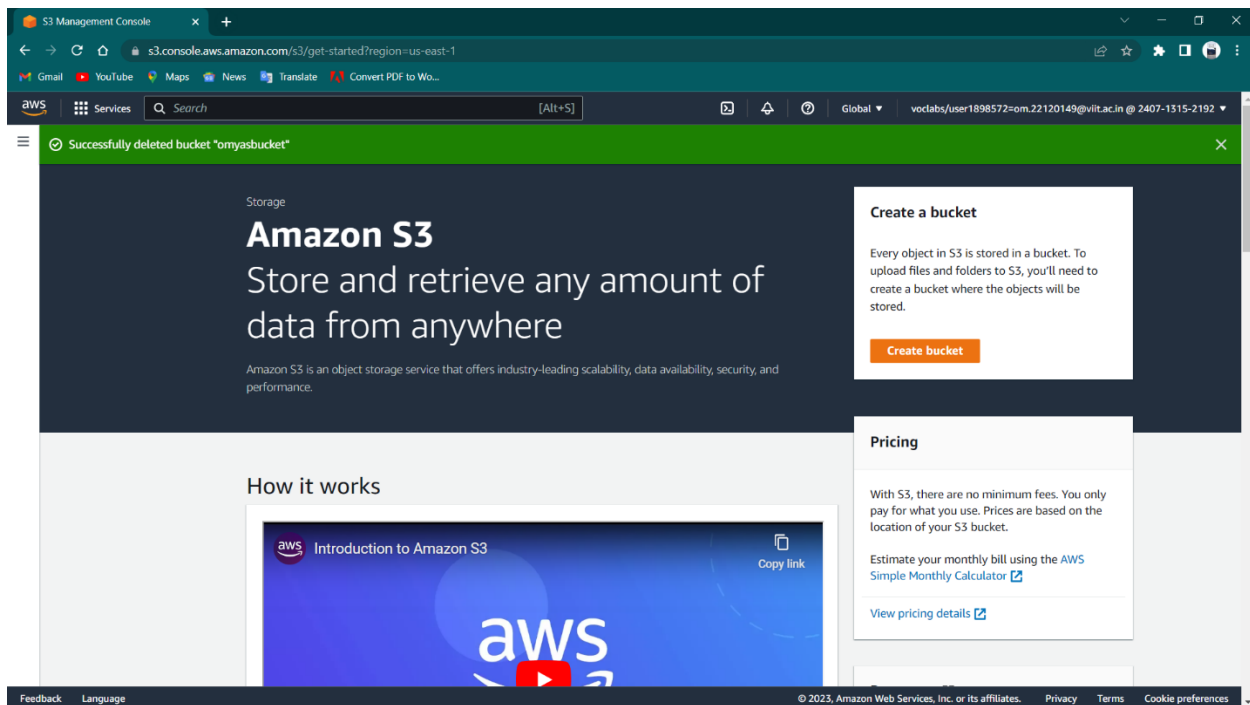 S3 Management Console
s3.console.aws.amazon.com/s3/get-started?region=us-east-1
Gmail YouTube Maps News Translate Convert PDF to Wo...
aws Services Search [Alt+S] Global voclabs/user1898572=om.22120149@viit.ac.in @ 2407-1315-2192
Successfully deleted bucket "omyasbucket"
Storage
Amazon S3
Store and retrieve any amount of
data from anywhere
Amazon S3 is an object storage service that offers industry-leading scalability, data availability, security, and
performance.
Create a bucket
Every object in S3 is stored in a bucket. To
upload files and folders to S3, you'll need to
create a bucket where the objects will be
stored.
Create bucket
Pricing
With S3, there are no minimum fees. You only
pay for what you use. Prices are based on the
location of your S3 bucket.
Estimate your monthly bill using the AWS
Simple Monthly Calculator
View pricing details
How it works
aws Introduction to Amazon S3
Copy link
aws
Feedback Language © 2023, Amazon Web Services, Inc. or its affiliates. Privacy Terms Cookie preferences